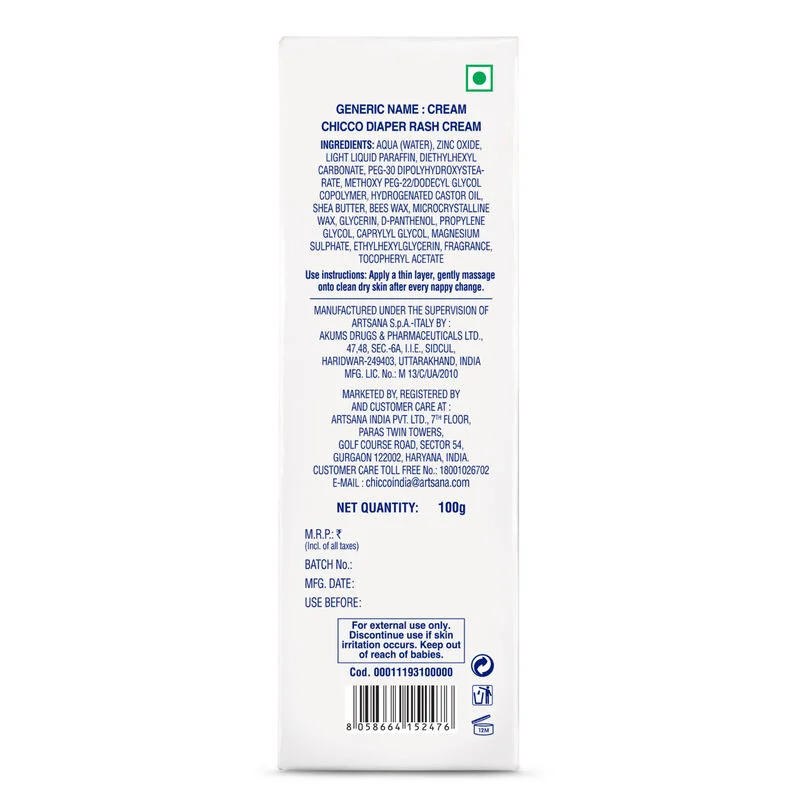 GENERIC NAME : CREAM
CHICCO DIAPER RASH CREAM
INGREDIENTS: AQUA (WATER), ZINC OXIDE,
LIGHT LIQUID PARAFFIN, DIETHYLHEXYL
CARBONATE, PEG-30 DIPOLYHYDROXYSTEA-
RATE, METHOXY PEG-22/DODECYL GLYCOL
COPOLYMER, HYDROGENATED CASTOR OIL,
SHEA BUTTER, BEES WAX, MICROCRYSTALLINE
WAX, GLYCERIN, D-PANTHENOL, PROPYLENE
GLYCOL, CAPRYLYL GLYCOL, MAGNESIUM
SULPHATE, ETHYLHEXYLGLYCERIN, FRAGRANCE,
TOCOPHERYL ACETATE
Use instructions: Apply a thin layer, gently massage
onto clean dry skin after every nappy change.
MANUFACTURED UNDER THE SUPERVISION OF
ARTSANA S.p.A.-ITALY BY :
AKUMS DRUGS & PHARMACEUTICALS LTD.,
47,48, SEC.-6A, I.I.E., SIDCUL,
HARIDWAR-249403, UTTARAKHAND, INDIA
MFG. LIC. No.: M 13/C/UA/2010
MARKETED BY, REGISTERED BY
AND CUSTOMER CARE AT :
ARTSANA INDIA PVT. LTD., 7TH FLOOR,
PARAS TWIN TOWERS,
GOLF COURSE ROAD, SECTOR 54,
GURGAON 122002, HARYANA, INDIA.
CUSTOMER CARE TOLL FREE No.: 18001026702
E-MAIL : chiccoindia@artsana.com
NET QUANTITY: 100g
M.R.P.: ₹
(Incl. of all taxes)
BATCH No.:
MFG. DATE:
USE BEFORE:
For external use only.
Discontinue use if skin
irritation occurs. Keep out
of reach of babies.
Cod. 00011193100000
8 058664 152476
12M